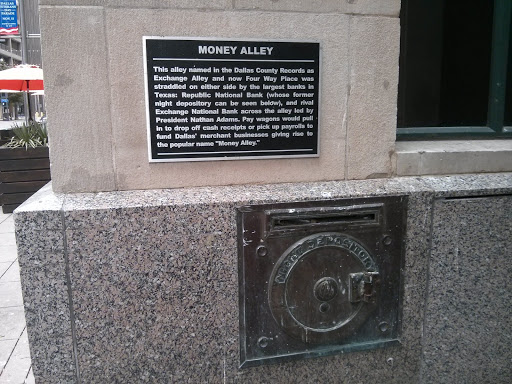 MONEY ALLEY
This alley named in the Dallas County Records as
Exchange Alley and now Four Way Place was
straddled on either side by the largest banks in
Texas: Republic National Bank (whose former
night depository can be seen below), and rival
Exchange National Bank across the alley led by
President Nathan Adams. Pay wagons would pull
in to drop off cash receipts or pick up payrolls to
fund Dallas' merchant businesses giving rise to
the popular name "Money Alley."
NIGHT DEPOSITORY